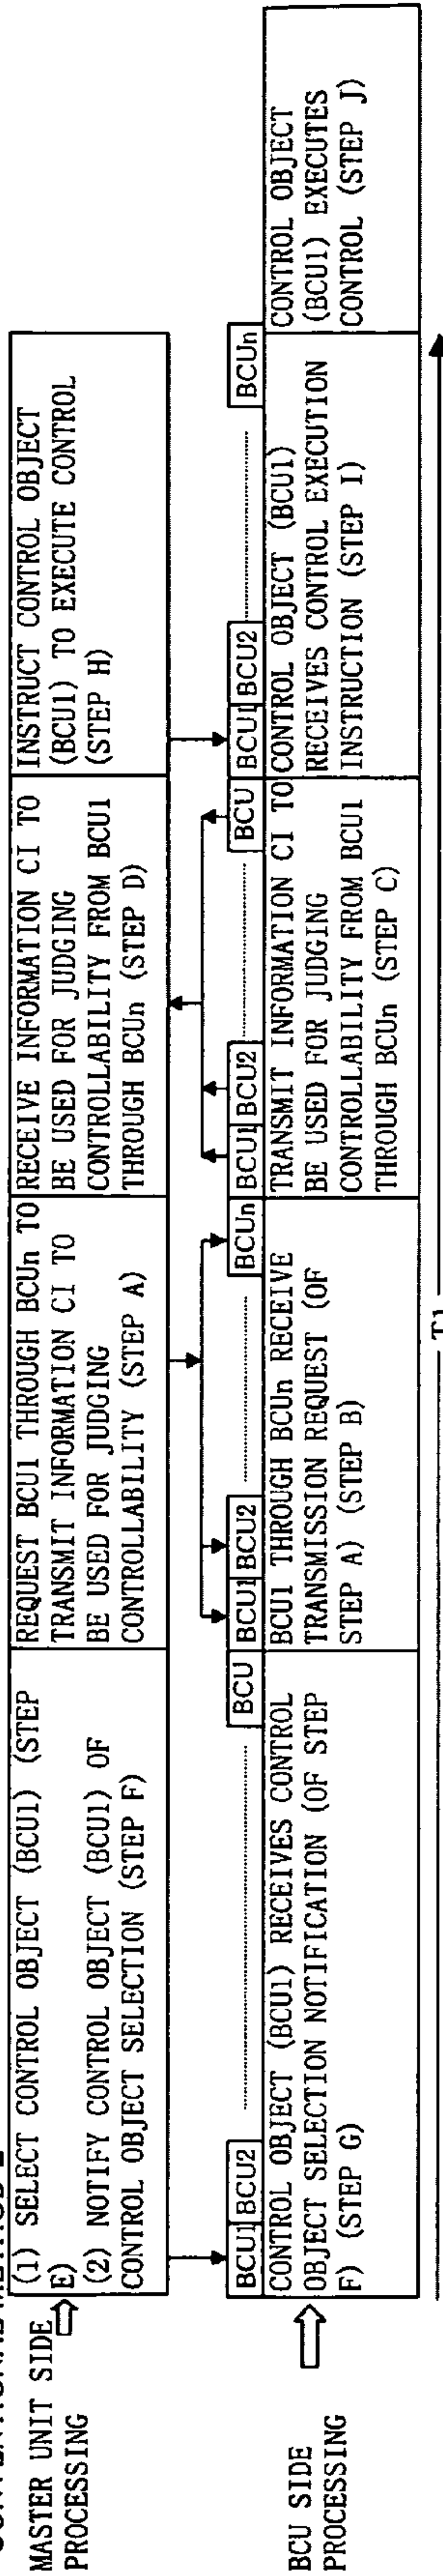 MASTER UNIT SIDE
PROCESSING
(1) SELECT CONTROL OBJECT (BCU1) (STEP
E)
(2) NOTIFY CONTROL OBJECT (BCU1) OF
CONTROL OBJECT SELECTION (STEP F)
REQUEST BCU1 THROUGH BCUn TO
TRANSMIT INFORMATION CI TO
BE USED FOR JUDGING
CONTROLLABILITY (STEP A)
RECEIVE INFORMATION CI TO
BE USED FOR JUDGING
CONTROLLABILITY FROM BCU1
THROUGH BCUn (STEP D)
INSTRUCT CONTROL OBJECT
(BCU1) TO EXECUTE CONTROL
(STEP H)
BCU1 BCU2 BCU
BCU1 BCU2 BCUn
BCU1 BCU2 BCU
BCU1 BCU2 BCUn
BCU SIDE
PROCESSING
CONTROL OBJECT (BCU1) RECEIVES CONTROL
OBJECT SELECTION NOTIFICATION (OF STEP
F) (STEP G)
BCU1 THROUGH BCUn RECEIVE
TRANSMISSION REQUEST (OF
STEP A) (STEP B)
TRANSMIT INFORMATION CI TO
BE USED FOR JUDGING
CONTROLLABILITY FROM BCU1
THROUGH BCUn (STEP C)
CONTROL OBJECT (BCU1)
RECEIVES CONTROL EXECUTION
INSTRUCTION (STEP I)
CONTROL OBJECT
(BCU1) EXECUTES
CONTROL (STEP J)